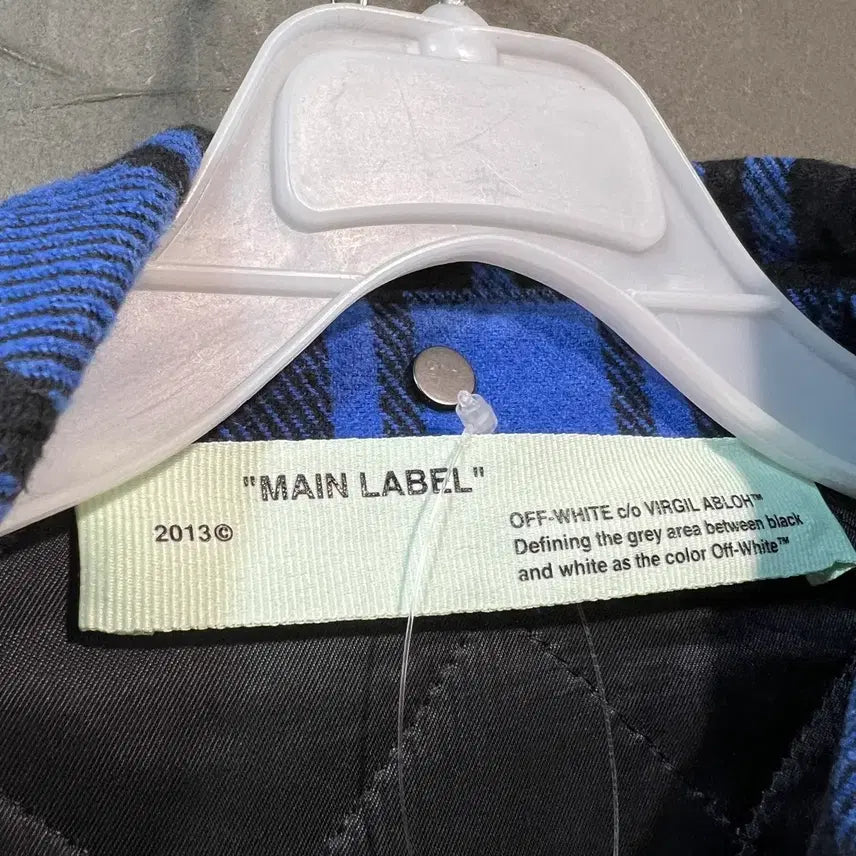 "MAIN LABEL"
2013©
OFF-WHITE c/o VIRGIL ABLOH™
Defining the grey area between black
and white as the color Off-White™